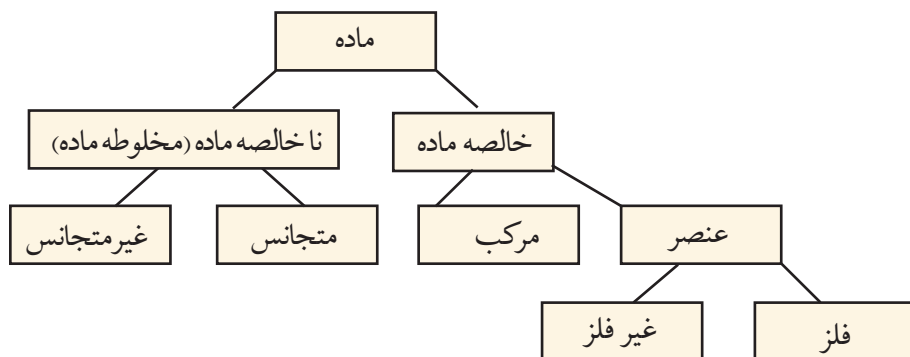 ماده
خالصه ماده
نا خالصه ماده (مخلوطه ماده)
عنصر
مرکب
متجانس
غیرمتجانس
فلز
غیر فلز